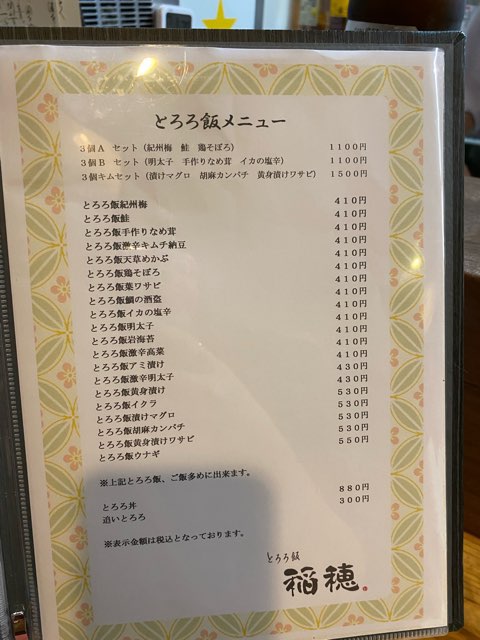 とろろ飯メニュー
3個A セット（紀州梅 鮭 鶏そぼろ） 1100円
3個B セット（明太子 手作りなめ茸 イカの塩辛） 1100円
3個キムセット（漬けマグロ 胡麻カンパチ 黄身漬けワサビ） 1500円
とろろ飯紀州梅 410円
とろろ飯鮭 410円
とろろ飯手作りなめ茸 410円
とろろ飯激辛キムチ納豆 410円
とろろ飯天草めかぶ 410円
とろろ飯鶏そぼろ 410円
とろろ飯葉ワサビ 410円
とろろ飯鯛の酒盗 410円
とろろ飯イカの塩辛 410円
とろろ飯明太子 410円
とろろ飯岩海苔 410円
とろろ飯激辛高菜 410円
とろろ飯アミ漬け 410円
とろろ飯激辛明太子 430円
とろろ飯黄身漬け 430円
とろろ飯イクラ 530円
とろろ飯漬けマグロ 530円
とろろ飯胡麻カンパチ 530円
とろろ飯黄身漬けワサビ 530円
とろろ飯ウナギ 550円
※上記とろろ飯、ご飯多めに出来ます。
とろろ丼 880円
追いとろろ 300円
※表示金額は税込となっております。
とろろ飯
稲穂